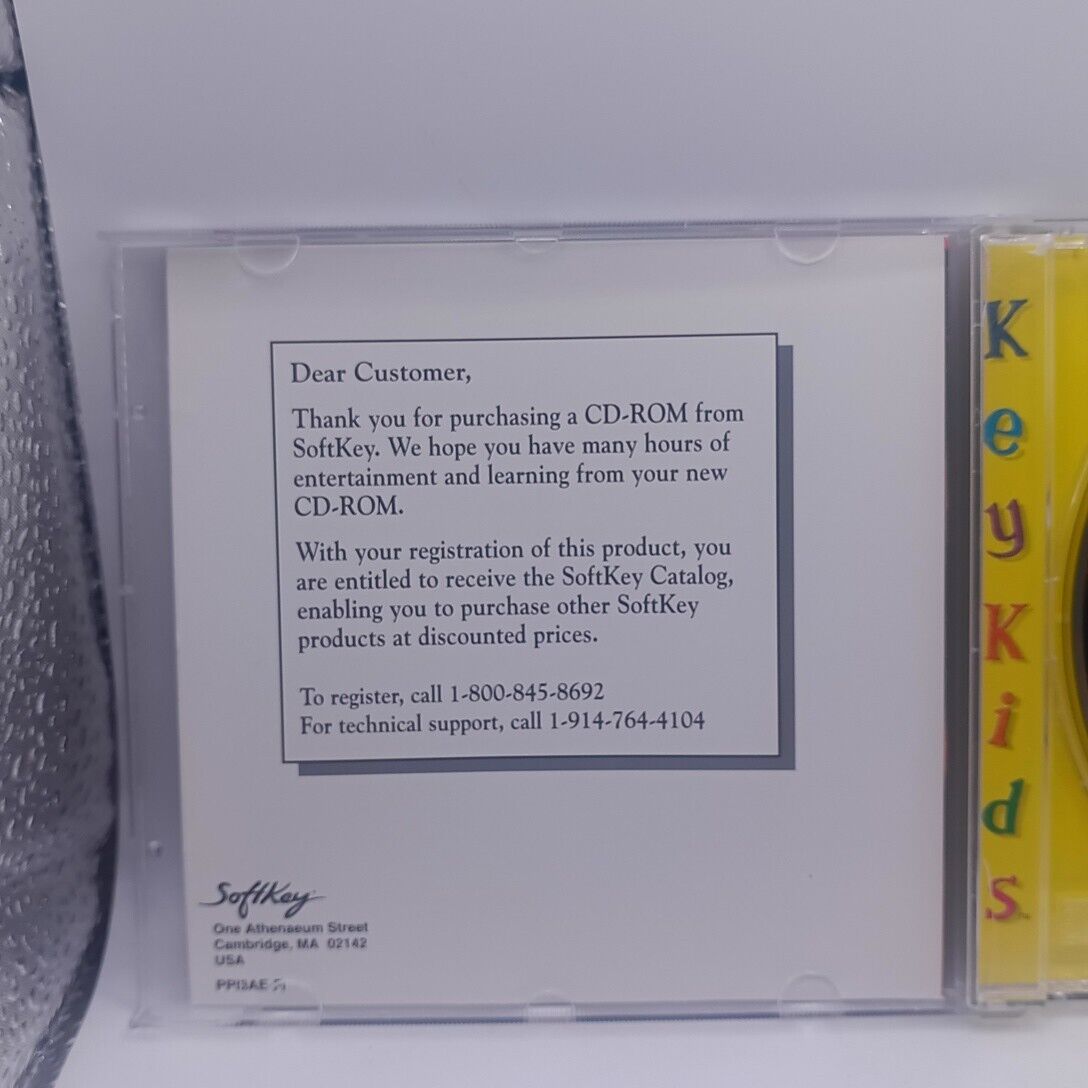 Dear Customer,
Thank you for purchasing a CD-ROM from
SoftKey. We hope you have many hours of
entertainment and learning from your new
CD-ROM.
With your registration of this product, you
are entitled to receive the SoftKey Catalog,
enabling you to purchase other SoftKey
products at discounted prices.
To register, call 1-800-845-8692
For technical support, call 1-914-764-4104
SoftKey
One Athenaeum Street
Cambridge, MA 02142
USA
KeyKids